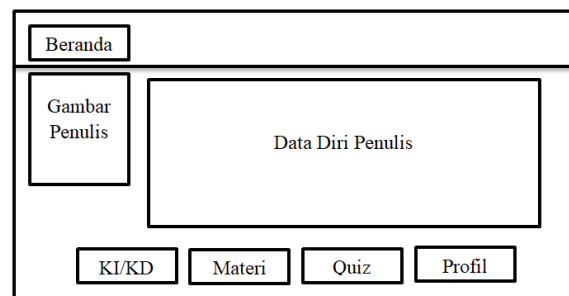 Beranda
Gambar
Penulis
Data Diri Penulis
KI/KD
Materi
Quiz
Profil